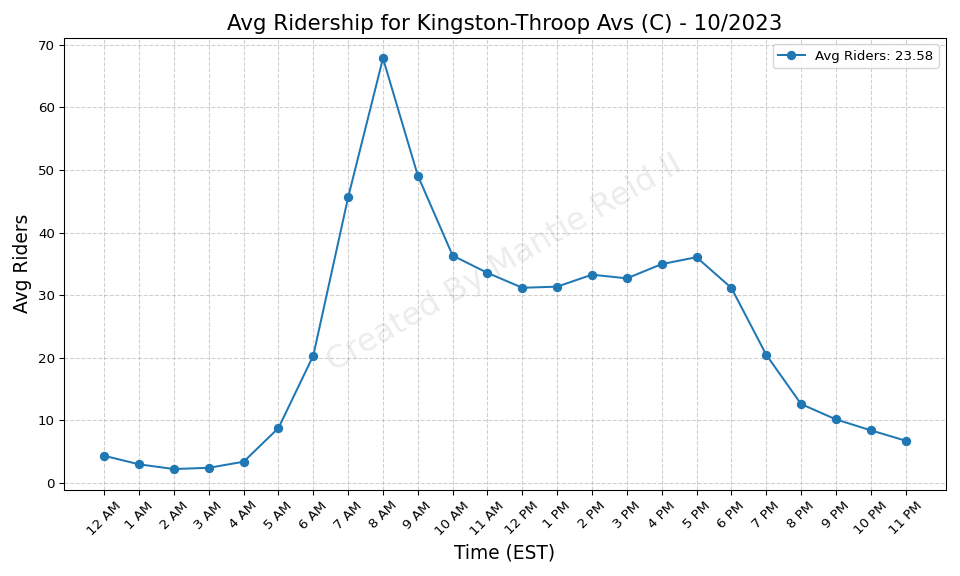 Avg Ridership for Kingston-Throop Avs (C) - 10/2023
Avg Riders: 23.58
Avg Riders
70
60
50
40
30
20
10
0
Created By Mantie Reid II
12 AM
1 AM
2 AM
3 AM
4 AM
5 AM
6 AM
7 AM
8 AM
9 AM
10 AM
11 AM
12 PM
1 PM
2 PM
3 PM
4 PM
5 PM
6 PM
7 PM
8 PM
9 PM
10 PM
11 PM
Time (EST)